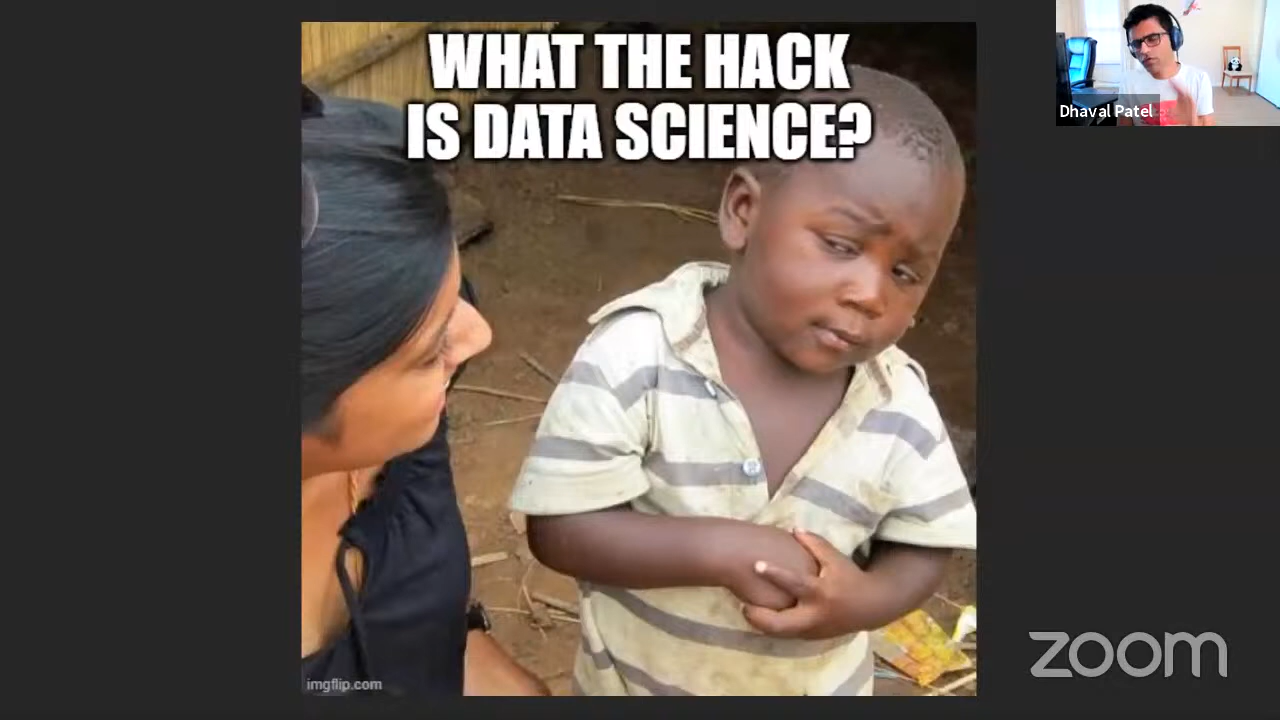 WHAT THE HACK
IS DATA SCIENCE?
Dhaval Patel
imgflip.com
zoom